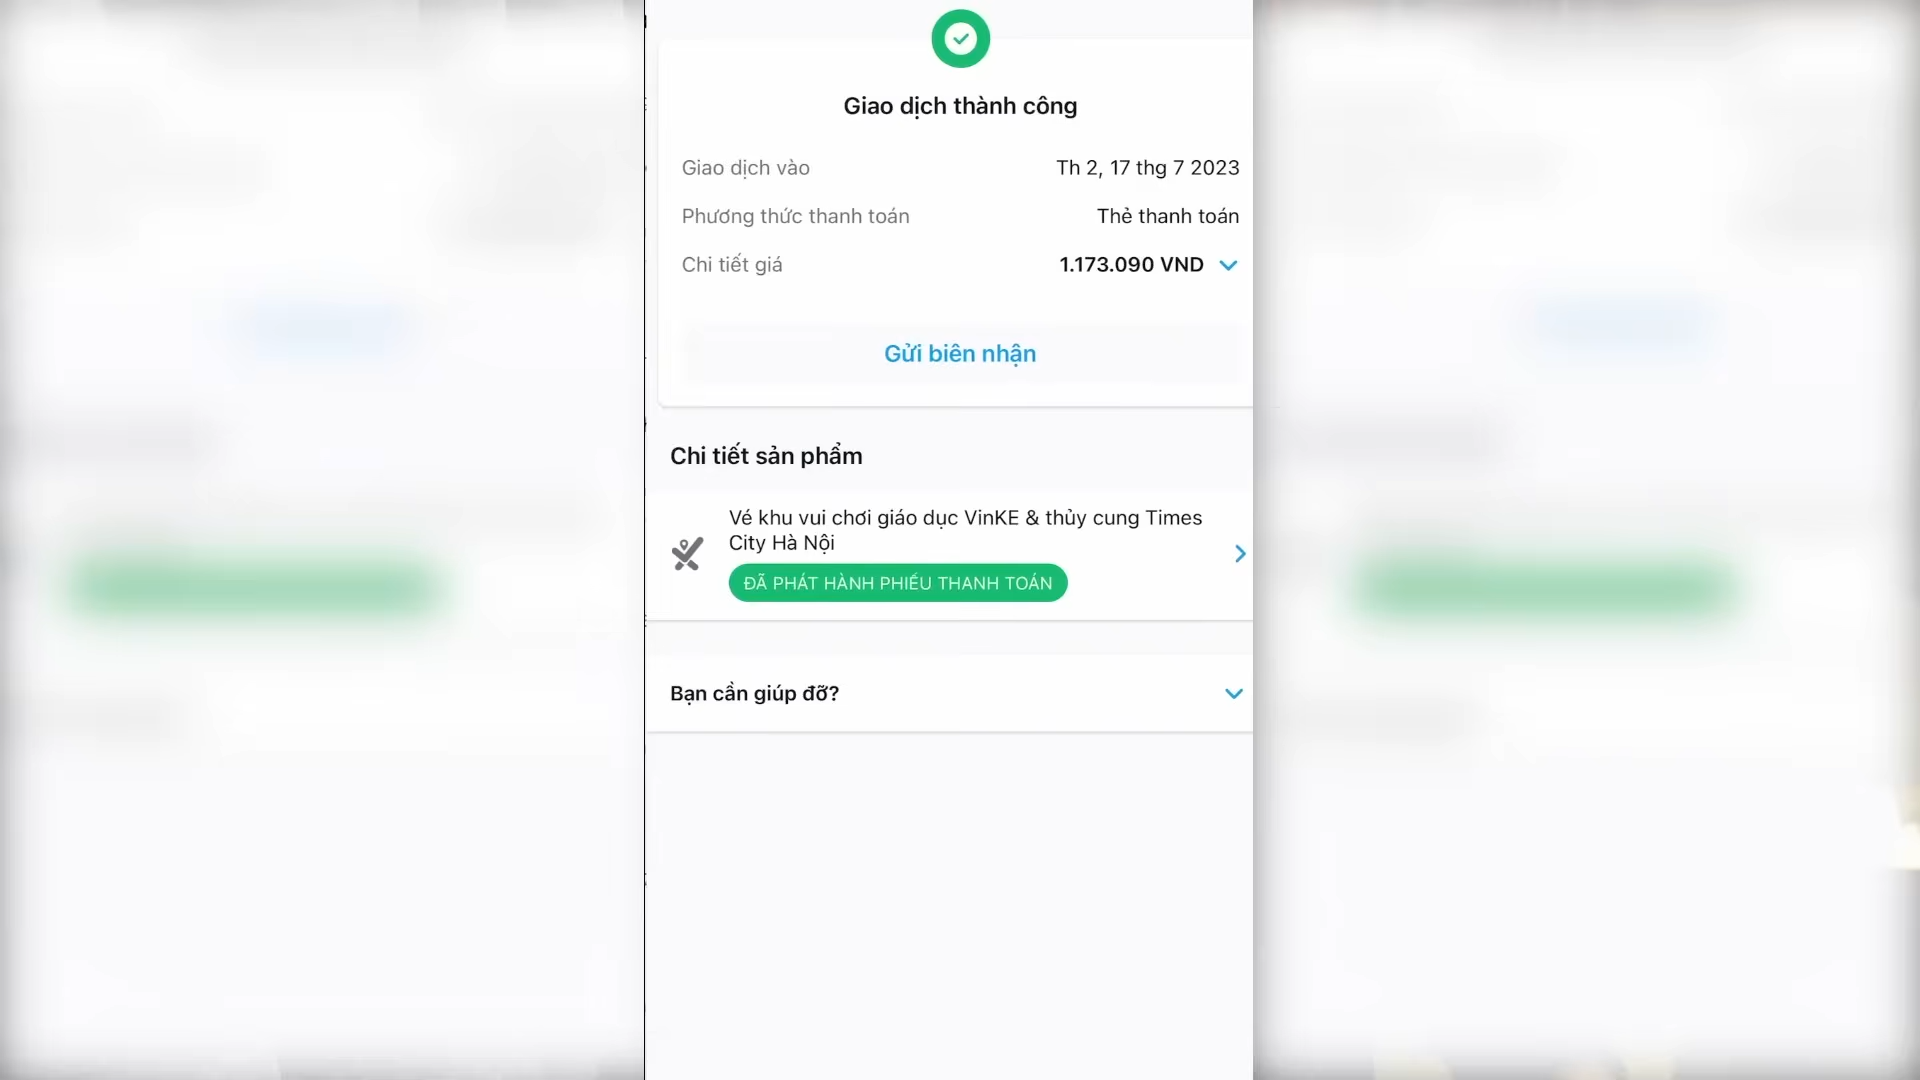 Giao dịch thành công
Giao dịch vào Th 2, 17 thg 7 2023
Phương thức thanh toán Thẻ thanh toán
Chi tiết giá 1.173.090 VND
Gửi biên nhận
Chi tiết sản phẩm
Vé khu vui chơi giáo dục VinKE & thủy cung Times
City Hà Nội
ĐÃ PHÁT HÀNH PHIẾU THANH TOÁN
Bạn cần giúp đỡ?